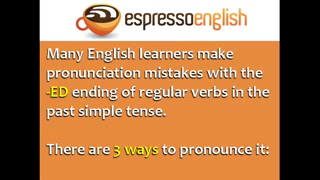 espressoenglish
Many English learners make
pronunciation mistakes with the
-ED ending of regular verbs in the
past simple tense.
There are 3 ways to pronounce it: